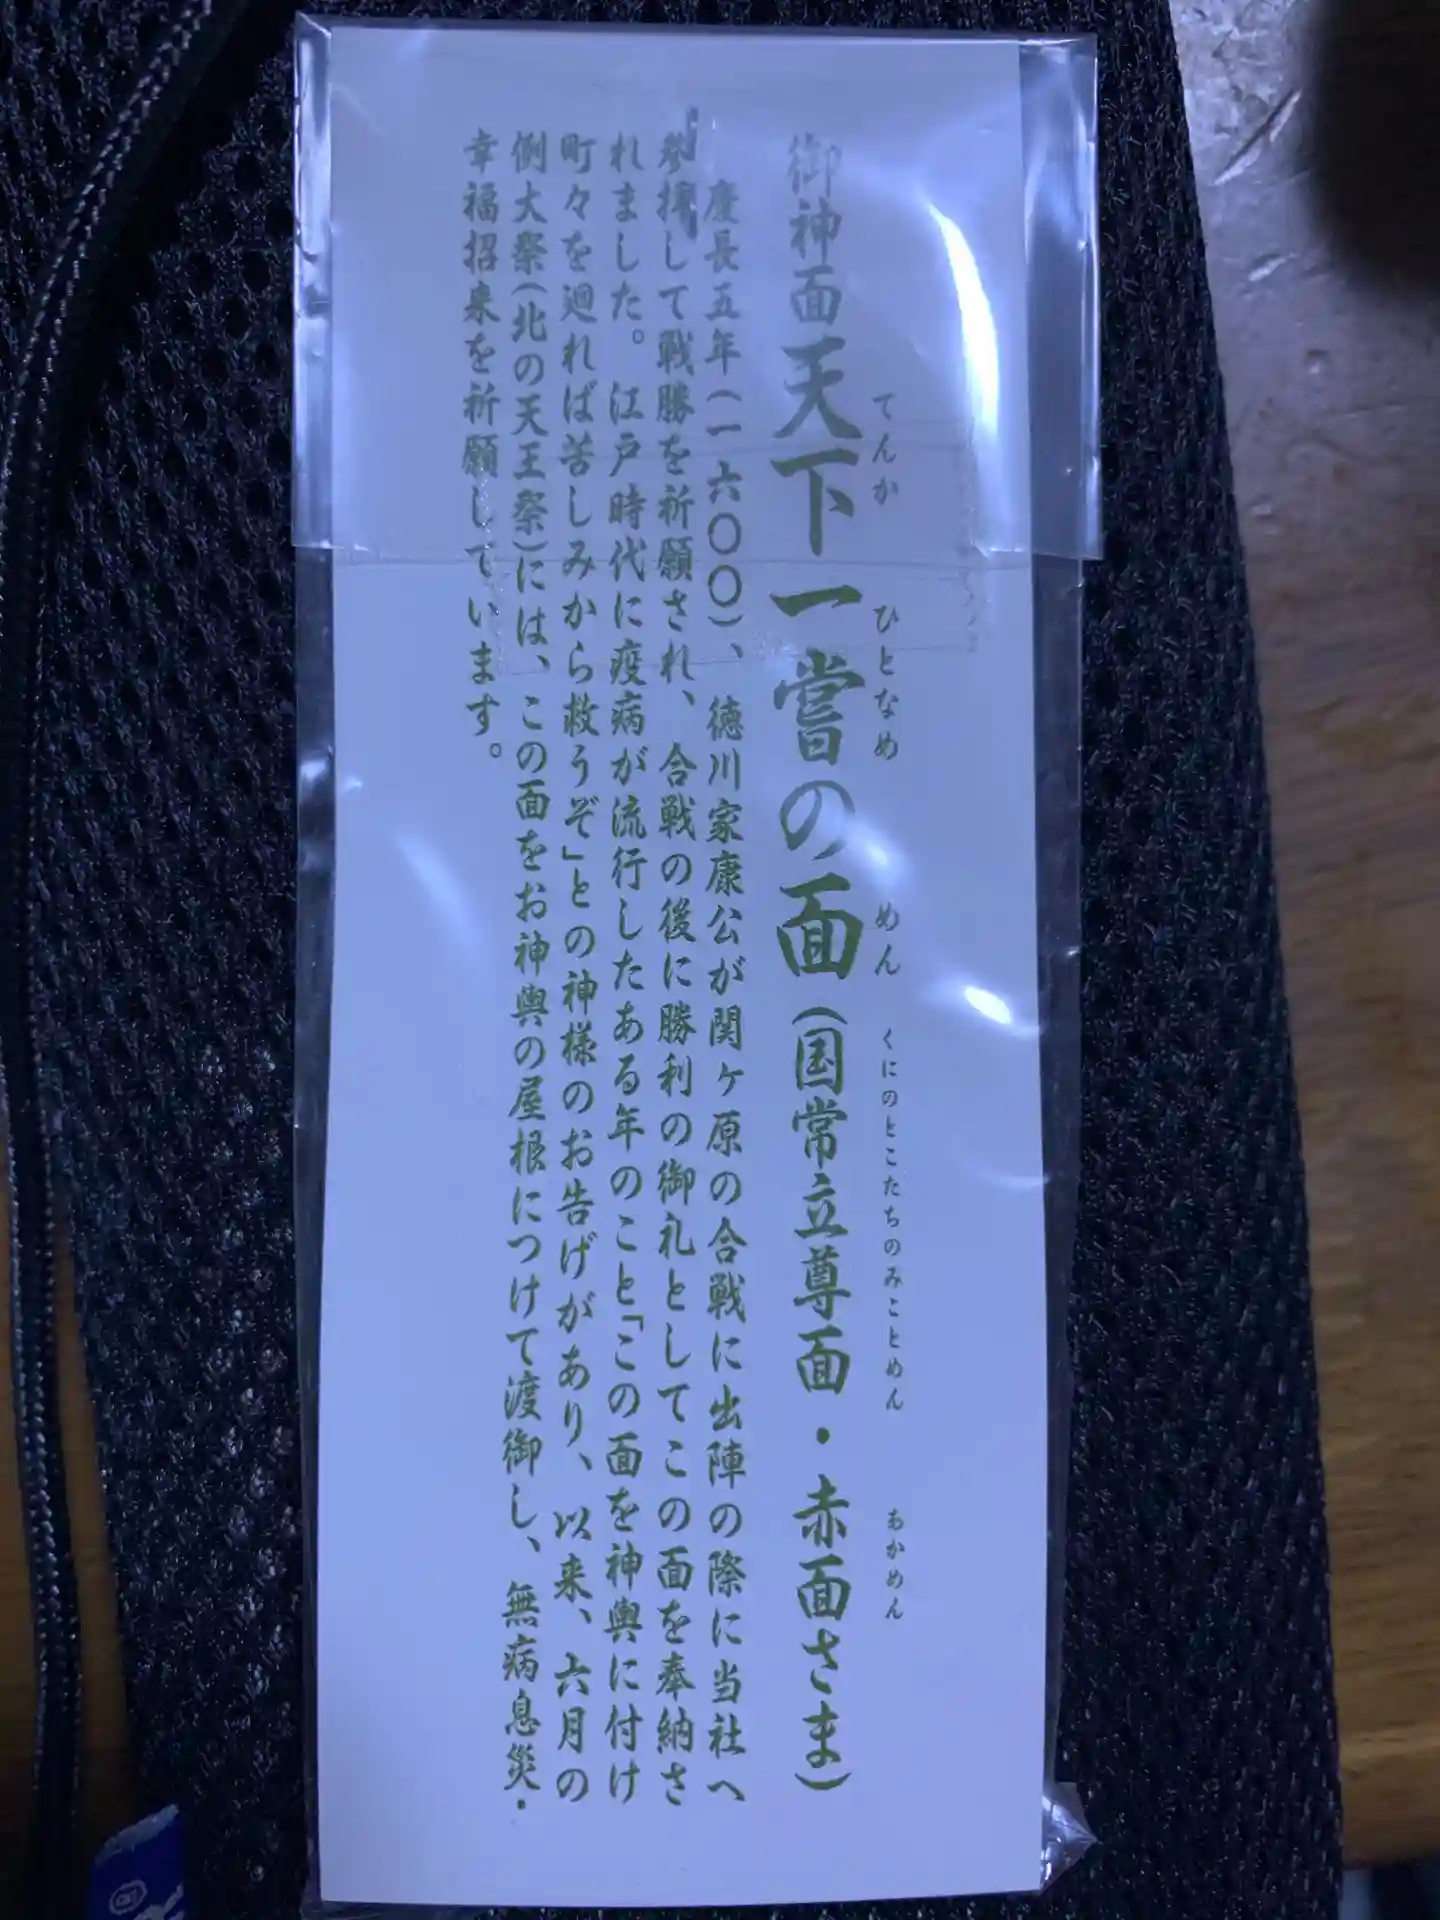 御神面天下一嘗の面(国常立尊面・赤面さま)
てんか ひとなめ めん くにのとこたちのみことめん あかめん
慶長五年(一六〇〇)、徳川家康公が関ヶ原の合戦に出陣の際に当社へ
参拝して戦勝を祈願され、合戦の後に勝利の御礼としてこの面を奉納さ
れました。江戸時代に疫病が流行したある年のこと「この面を神輿に付け
町々を廻れば苦しみから救うぞ」との神様のお告げがあり、以来、六月の
例大祭(北の天王祭)には、この面をお神輿の屋根につけて渡御し、無病息災・
幸福招来を祈願しています。